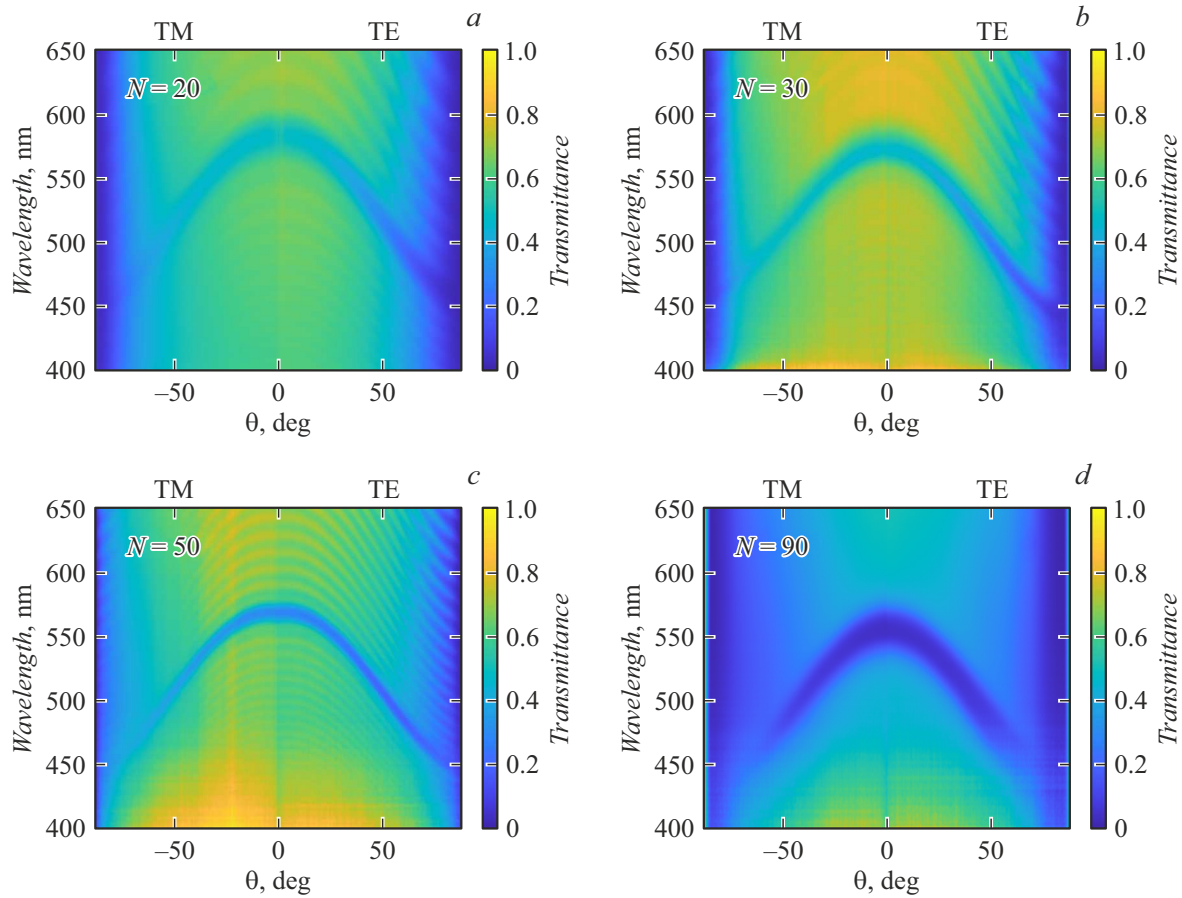 TM TE a
N = 20
Wavelength, nm
650
600
550
500
450
400
–50 0 50
θ, deg
1.0
0.8
0.6
0.4
0.2
0
Transmittance
TM TE b
N = 30
Wavelength, nm
650
600
550
500
450
400
–50 0 50
θ, deg
1.0
0.8
0.6
0.4
0.2
0
Transmittance
TM TE c
N = 50
Wavelength, nm
650
600
550
500
450
400
–50 0 50
θ, deg
1.0
0.8
0.6
0.4
0.2
0
Transmittance
TM TE d
N = 90
Wavelength, nm
650
600
550
500
450
400
–50 0 50
θ, deg
1.0
0.8
0.6
0.4
0.2
0
Transmittance